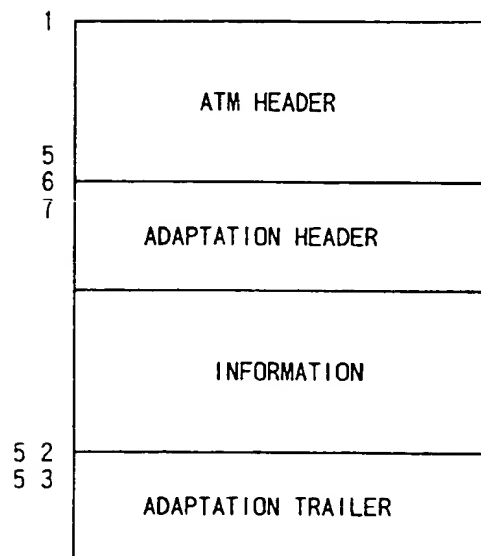 1
ATM HEADER
5
6
7
ADAPTATION HEADER
INFORMATION
5 2
5 3
ADAPTATION TRAILER